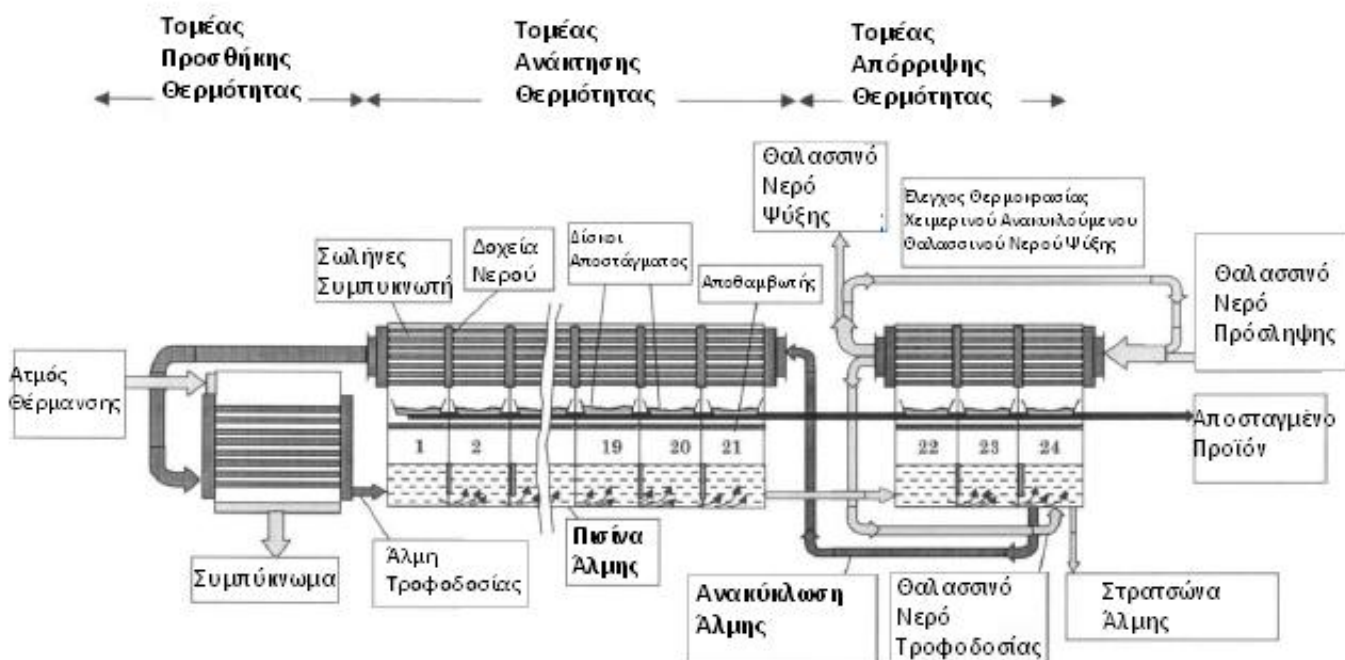 Τομέας
Προσθήκης
Θερμότητας
Τομέας
Ανάκτησης
Θερμότητας
Τομέας
Απόρριψης
Θερμότητας
Θαλασσινό
Νερό
Ψύξης
Έλεγχος Θερμοκρασίας
Χειμερινού Ανακυκλούμενου
Θαλασσινού Νερού Ψύξης
Θαλασσινό
Νερό
Πρόσληψης
Σωλήνες
Συμπυκνωτή
Δοχεία
Νερού
Δίσκοι
Αποστάγματος
Αποθαμβωτής
Ατμός
Θέρμανσης
1
2
19
20
21
22
23
24
Αποσταγμένο
Προϊόν
Συμπύκνωμα
Άλμη
Τροφοδοσίας
Πισίνα
Άλμης
Ανακύκλωση
Άλμης
Θαλασσινό
Νερό
Τροφοδοσίας
Στρατσώνα
Άλμης